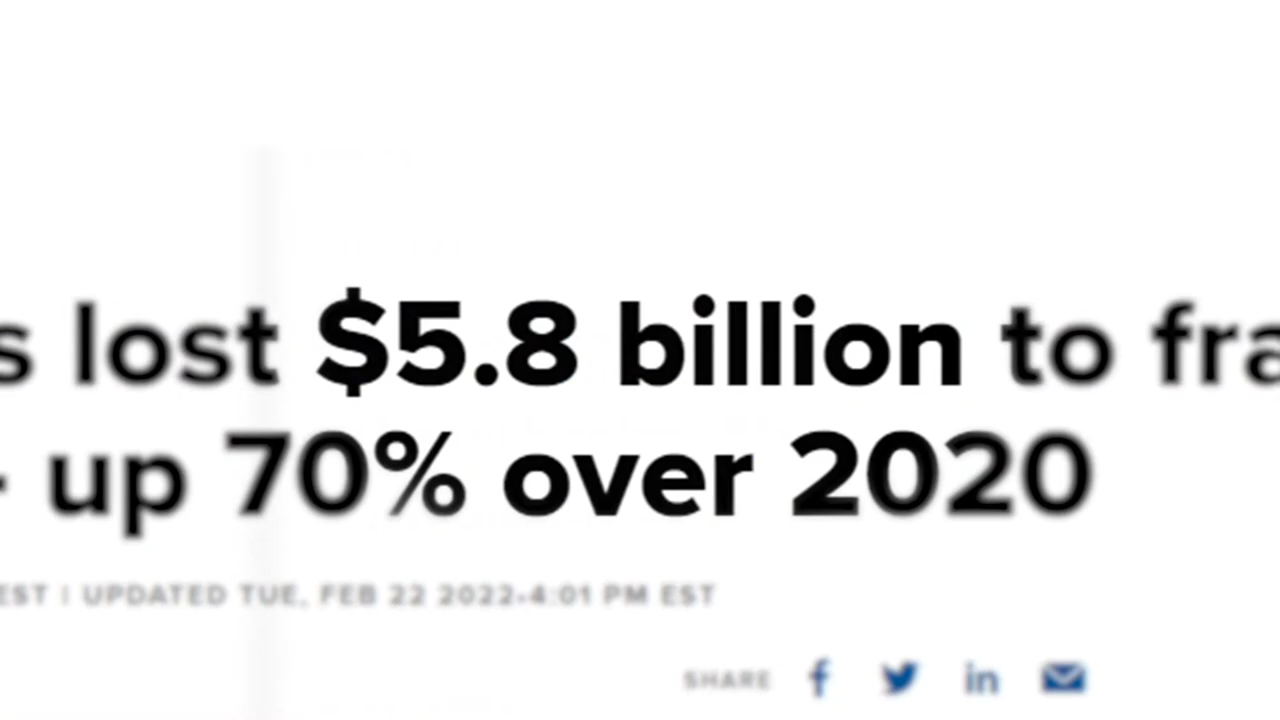 s lost $5.8 billion to fra
- up 70% over 2020
EST | UPDATED TUE, FEB 22 2022•4:01 PM EST
SHARE